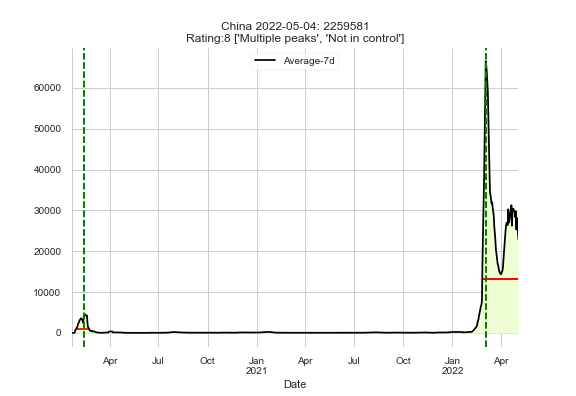 China 2022-05-04: 2259581
Rating:8 ['Multiple peaks', 'Not in control']
Average-7d
60000
50000
40000
30000
20000
10000
0
Apr Jul Oct Jan Apr Jul Oct Jan Apr
2021 2022
Date